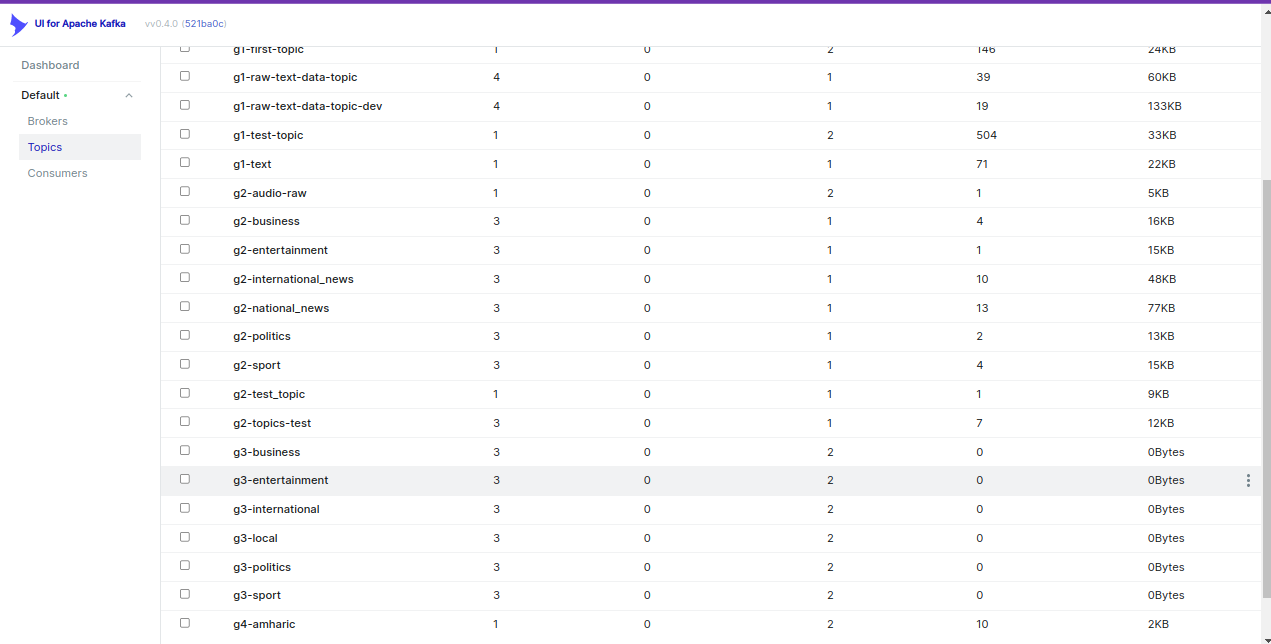 UI for Apache Kafka vv0.4.0 (521ba0c)
Dashboard
Default
Brokers
Topics
Consumers
g1-first-topic 1 0 2 146 24KB
g1-raw-text-data-topic 4 0 1 39 60KB
g1-raw-text-data-topic-dev 4 0 1 19 133KB
g1-test-topic 1 0 2 504 33KB
g1-text 1 0 1 71 22KB
g2-audio-raw 1 0 2 1 5KB
g2-business 3 0 1 4 16KB
g2-entertainment 3 0 1 1 15KB
g2-international_news 3 0 1 10 48KB
g2-national_news 3 0 1 13 77KB
g2-politics 3 0 1 2 13KB
g2-sport 3 0 1 4 15KB
g2-test_topic 1 0 1 1 9KB
g2-topics-test 3 0 1 7 12KB
g3-business 3 0 2 0 0Bytes
g3-entertainment 3 0 2 0 0Bytes
g3-international 3 0 2 0 0Bytes
g3-local 3 0 2 0 0Bytes
g3-politics 3 0 2 0 0Bytes
g3-sport 3 0 2 0 0Bytes
g4-amharic 1 0 2 10 2KB